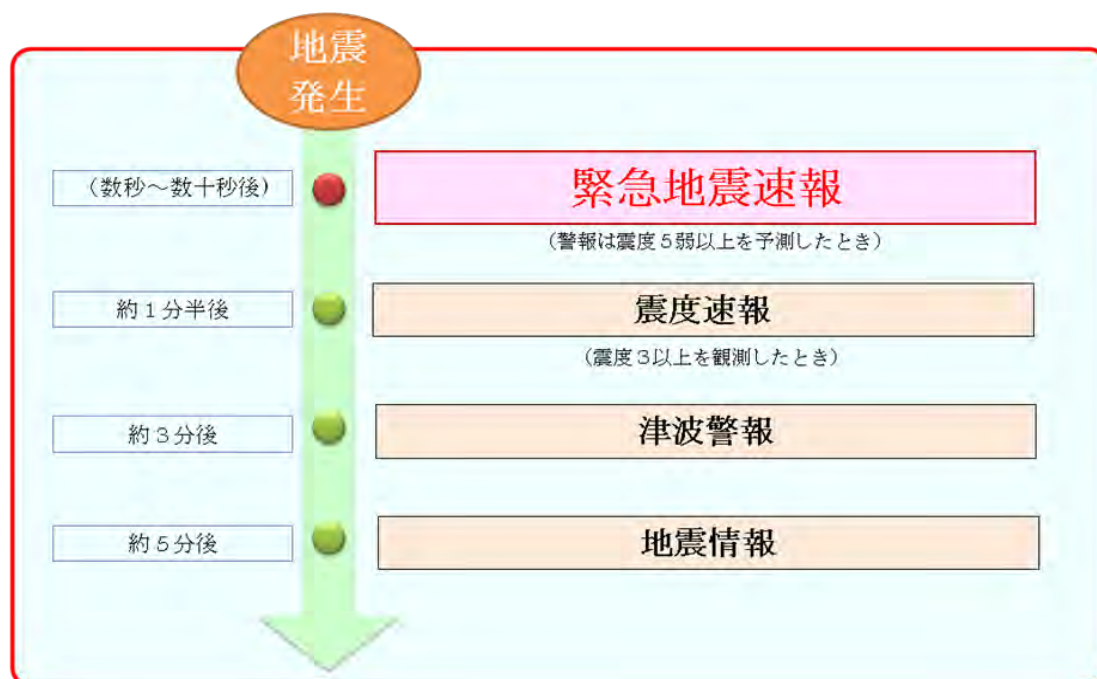 地震
発生
（数秒～数十秒後）
緊急地震速報
（警報は震度５弱以上を予測したとき）
約１分半後
震度速報
（震度３以上を観測したとき）
約３分後
津波警報
約５分後
地震情報